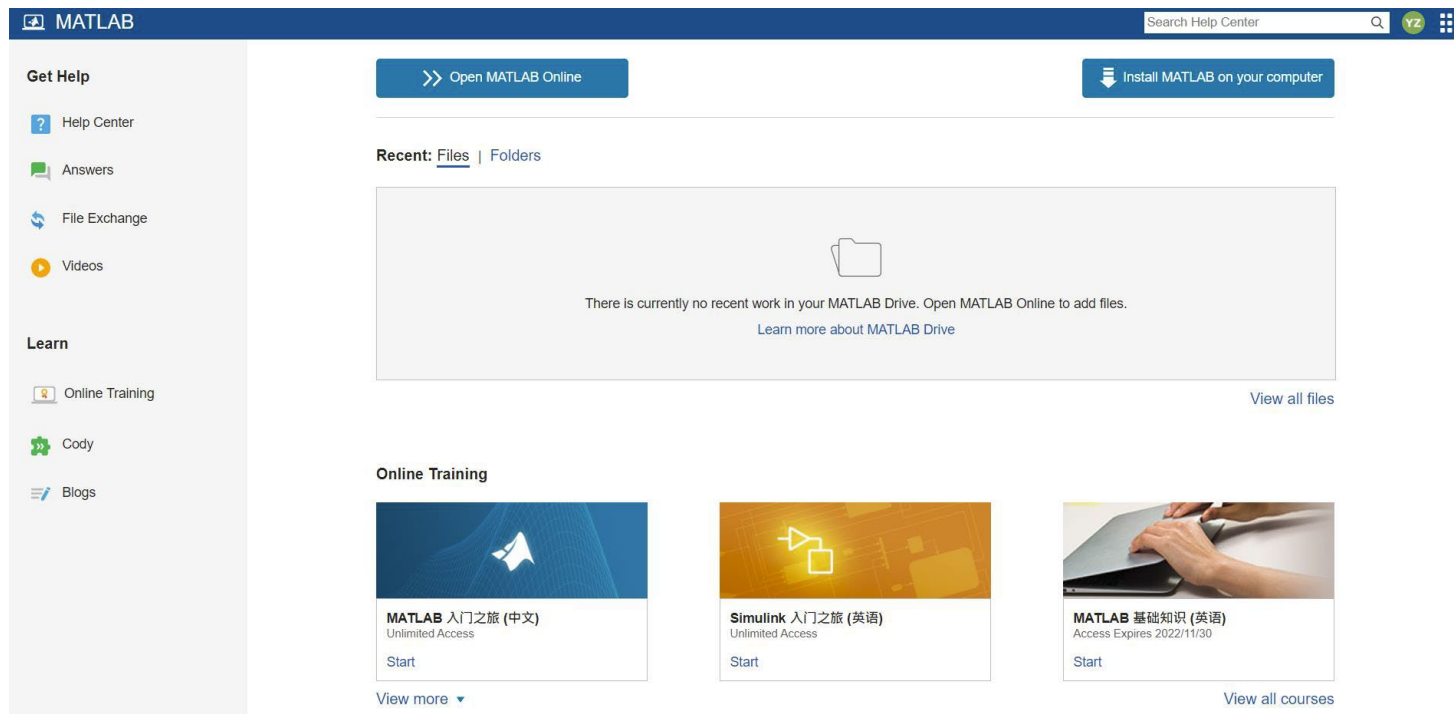 MATLAB
Search Help Center
YZ
Get Help
Help Center
Answers
File Exchange
Videos
Learn
Online Training
Cody
Blogs
Open MATLAB Online
Install MATLAB on your computer
Recent: Files | Folders
There is currently no recent work in your MATLAB Drive. Open MATLAB Online to add files.
Learn more about MATLAB Drive
View all files
Online Training
MATLAB 入门之旅 (中文)
Unlimited Access
Start
Simulink 入门之旅 (英语)
Unlimited Access
Start
MATLAB 基础知识 (英语)
Access Expires 2022/11/30
Start
View more
View all courses